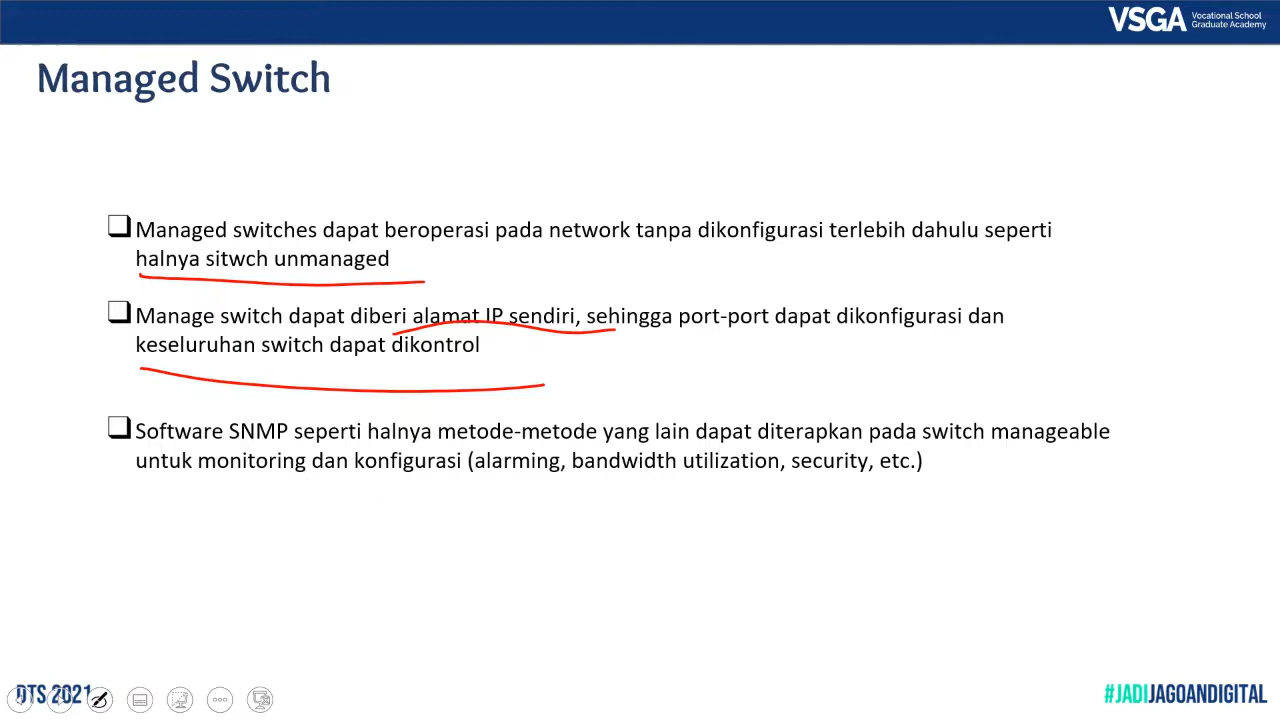 VSGA Vocational School
Graduate Academy
Managed Switch
Managed switches dapat beroperasi pada network tanpa dikonfigurasi terlebih dahulu seperti
halnya sitwch unmanaged
Manage switch dapat diberi alamat IP sendiri, sehingga port-port dapat dikonfigurasi dan
keseluruhan switch dapat dikontrol
Software SNMP seperti halnya metode-metode yang lain dapat diterapkan pada switch manageable
untuk monitoring dan konfigurasi (alarming, bandwidth utilization, security, etc.)
DTS 2021
#JADIJAGOANDIGITAL